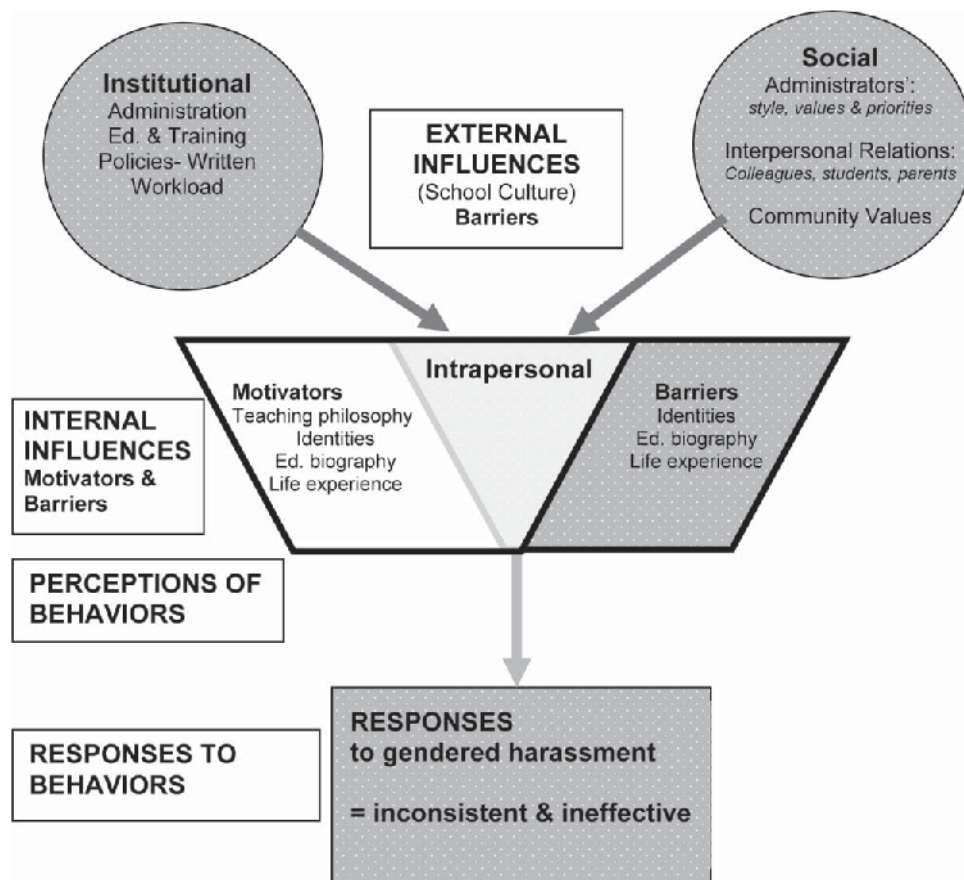 Institutional
Administration
Ed. & Training
Policies- Written
Workload
EXTERNAL
INFLUENCES
(School Culture)
Barriers
Social
Administrators':
style, values & priorities
Interpersonal Relations:
Colleagues, students, parents
Community Values
INTERNAL
INFLUENCES
Motivators &
Barriers
Motivators
Teaching philosophy
Identities
Ed. biography
Life experience
Intrapersonal
Barriers
Identities
Ed. biography
Life experience
PERCEPTIONS OF
BEHAVIORS
RESPONSES TO
BEHAVIORS
RESPONSES
to gendered harassment
= inconsistent & ineffective